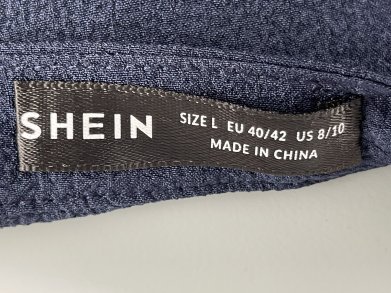 SHEIN
SIZE L EU 40/42 US 8/10
MADE IN CHINA